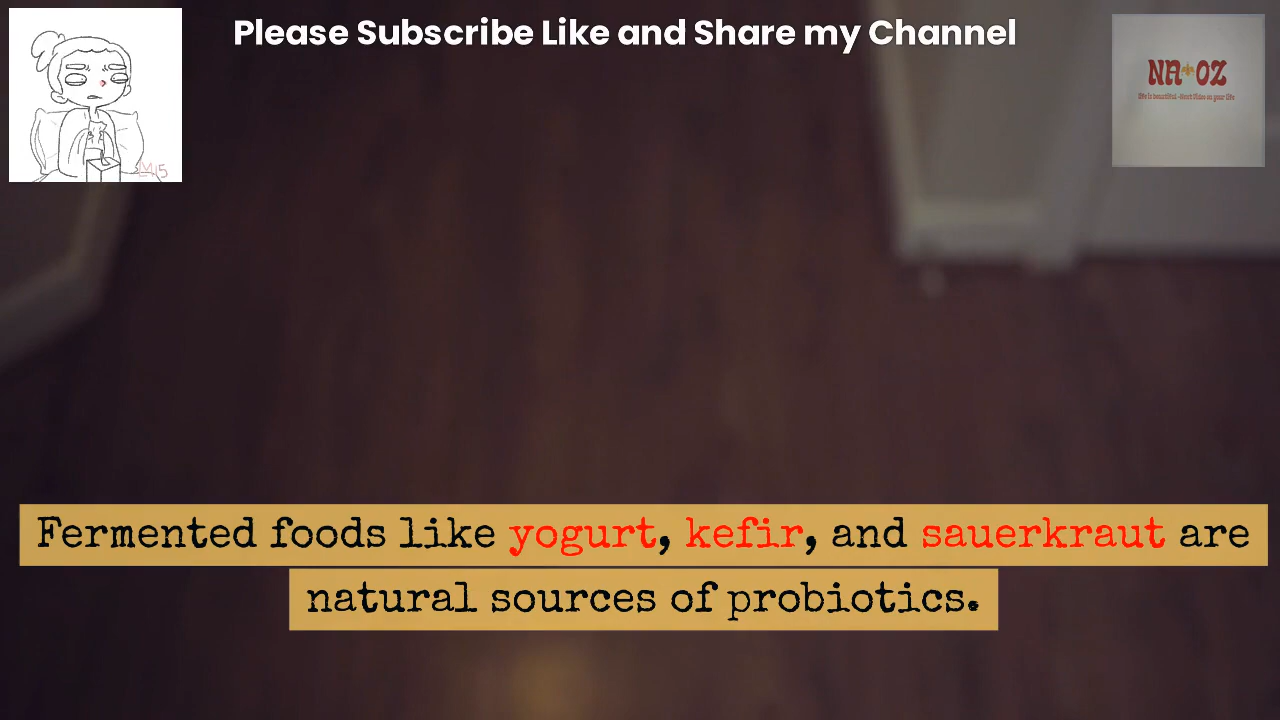 Please Subscribe Like and Share my Channel
NA OZ
Fermented foods like yogurt, kefir, and sauerkraut are
natural sources of probiotics.